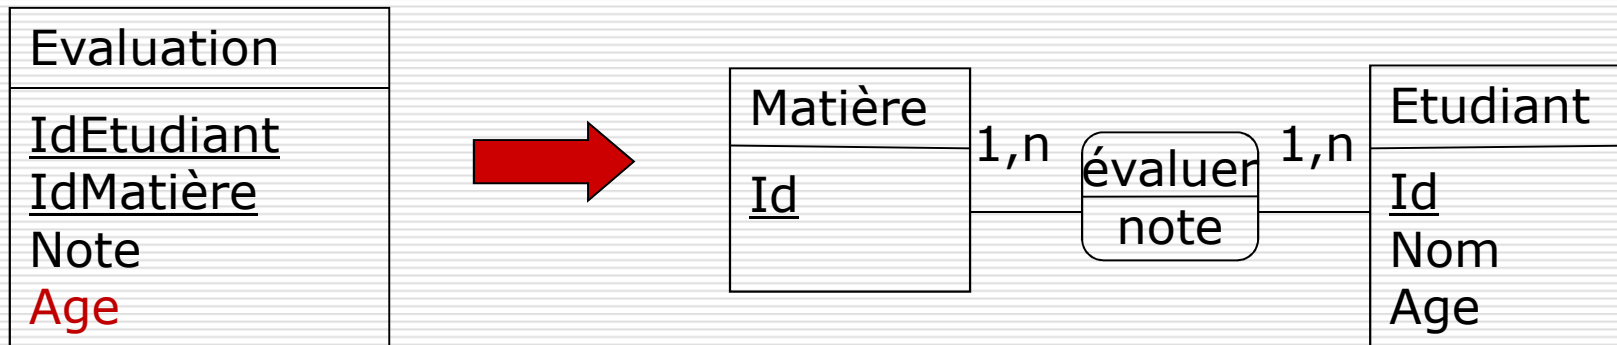 Evaluation
IdEtudiant
IdMatière
Note
Age
Matière
Id
1,n
évaluer
note
1,n
Etudiant
Id
Nom
Age